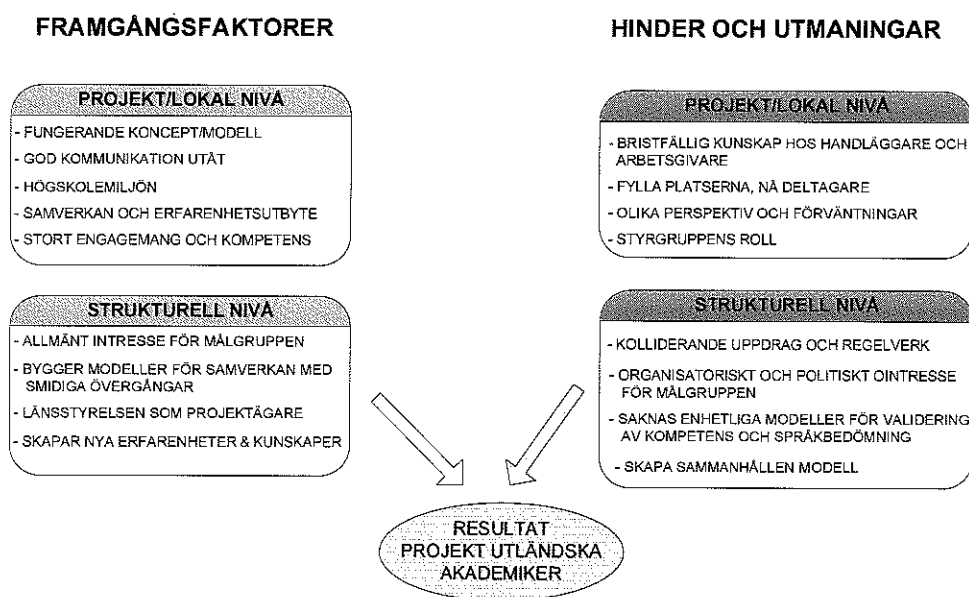 FRAMGÅNGSFAKTORER
PROJEKT/LOKAL NIVÅ
- FUNGERANDE KONCEPT/MODELL
- GOD KOMMUNIKATION UTÅT
- HÖGSKOLEMILJÖN
- SAMVERKAN OCH ERFARENHETSUTBYTE
- STORT ENGAGEMANG OCH KOMPETENS
STRUKTURELL NIVÅ
- ALLMÄNT INTRESSE FÖR MÅLGRUPPEN
- BYGGER MODELLER FÖR SAMVERKAN MED
SMIDIGA ÖVERGÅNGAR
- LÄNSSTYRELSEN SOM PROJEKTÄGARE
- SKAPAR NYA ERFARENHETER & KUNSKAPER
HINDER OCH UTMANINGAR
PROJEKT/LOKAL NIVÅ
- BRISTFÄLLIG KUNSKAP HOS HANDLÄGGARE OCH
ARBETSGIVARE
- FYLLA PLATSERNA, NÅ DELTAGARE
- OLIKA PERSPEKTIV OCH FÖRVÄNTNINGAR
- STYRGRUPPENS ROLL
STRUKTURELL NIVÅ
- KOLLIDERANDE UPPDRAG OCH REGELVERK
- ORGANISATORISKT OCH POLITISKT OINTRESSE
FÖR MÅLGRUPPEN
- SAKNAS ENHETLIGA MODELLER FÖR VALIDERING
AV KOMPETENS OCH SPRÅKBEDÖMNING
- SKAPA SAMMANHÅLLEN MODELL
RESULTAT
PROJEKT UTLÄNDSKA
AKADEMIKER